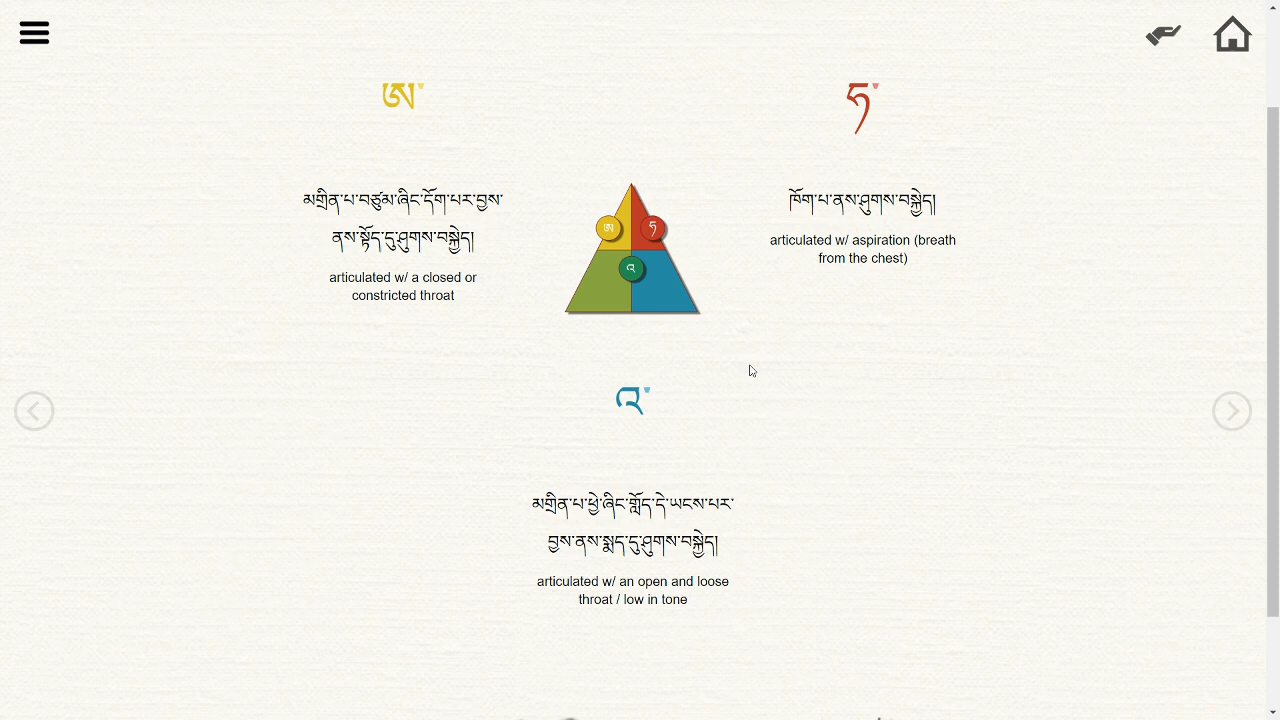 ཨ་
ཧ་
མགྲིན་པ་བཙུམ་ཞིང་དོག་པར་བྱས་
ནས་སྟོད་དུ་ཤུགས་བསྐྱེད།
articulated w/ a closed or
constricted throat
ཨ
ཧ
འ
ཁོག་པ་ནས་ཤུགས་བསྐྱེད།
articulated w/ aspiration (breath
from the chest)
འ་
མགྲིན་པ་ཕྱེ་ཞིང་གློད་དེ་ཡངས་པར་
བྱས་ནས་སྨད་དུ་ཤུགས་བསྐྱེད།
articulated w/ an open and loose
throat / low in tone